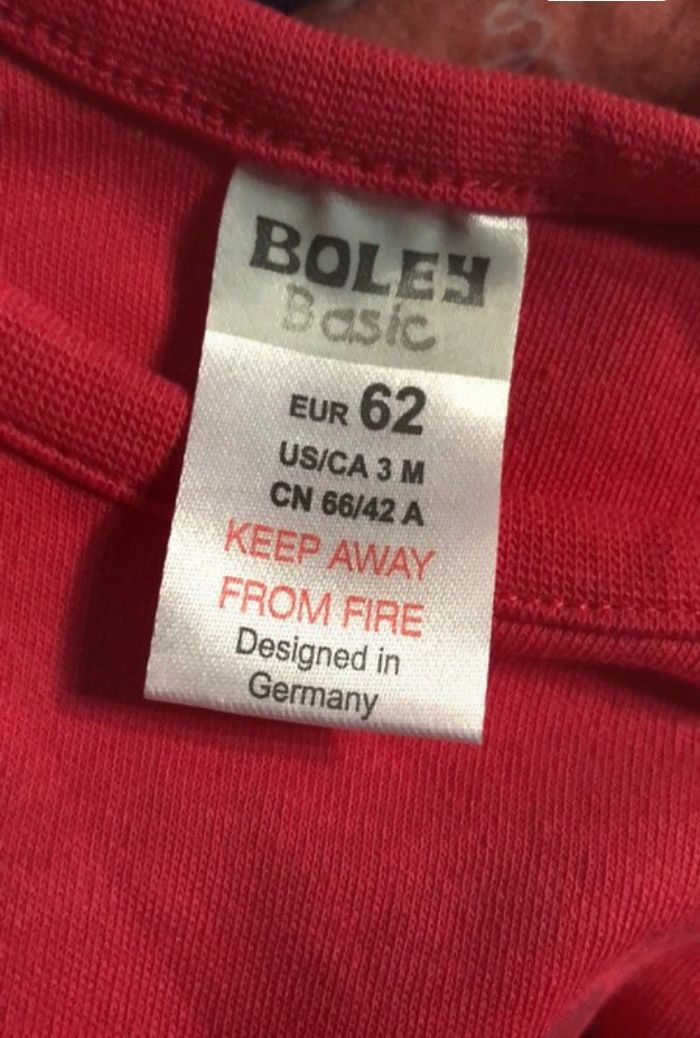 BOLEY
Basic
EUR 62
US/CA 3 M
CN 66/42 A
KEEP AWAY
FROM FIRE
Designed in
Germany